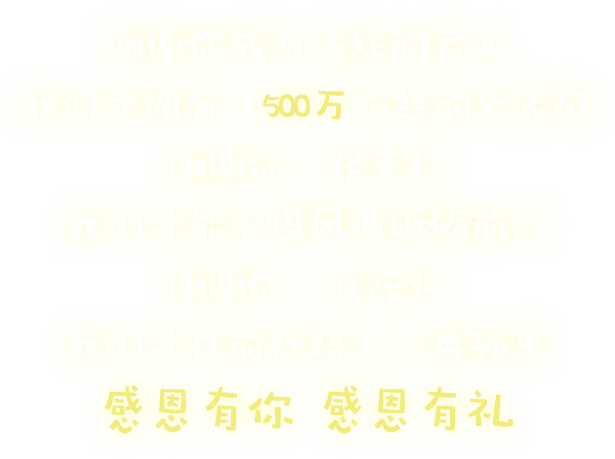 谢谢你成为 妹的家人
我们才拥有了500万粉丝的大家庭
谢谢你一路支持
我们才能不惧风雨砥砺前行
谢谢你一直陪伴
我们才在前行路上不再孤单
感恩有你 感恩有礼